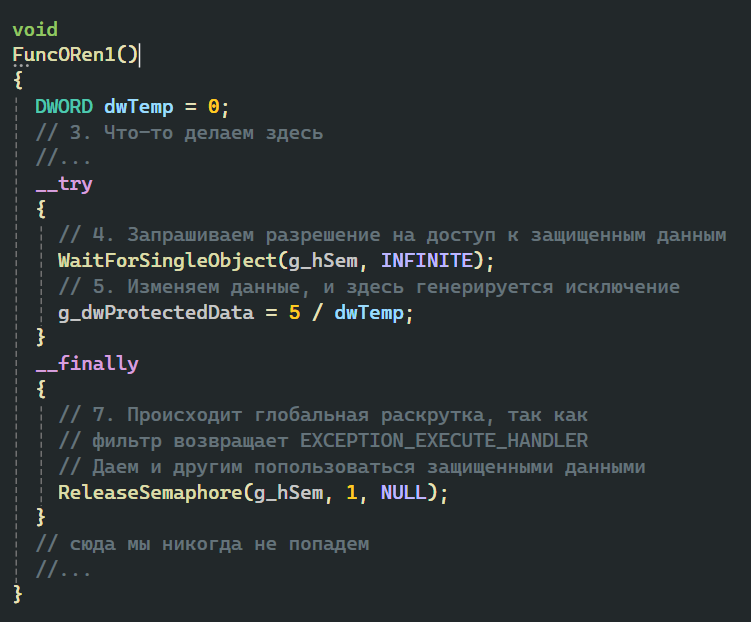 void
FuncORen1()
{
DWORD dwTemp = 0;
// 3. Что-то делаем здесь
//...
__try
{
// 4. Запрашиваем разрешение на доступ к защищенным данным
WaitForSingleObject(g_hSem, INFINITE);
// 5. Изменяем данные, и здесь генерируется исключение
g_dwProtectedData = 5 / dwTemp;
}
__finally
{
// 7. Происходит глобальная раскрутка, так как
// фильтр возвращает EXCEPTION_EXECUTE_HANDLER
// Даем и другим попользоваться защищенными данными
ReleaseSemaphore(g_hSem, 1, NULL);
}
// сюда мы никогда не попадем
//...
}